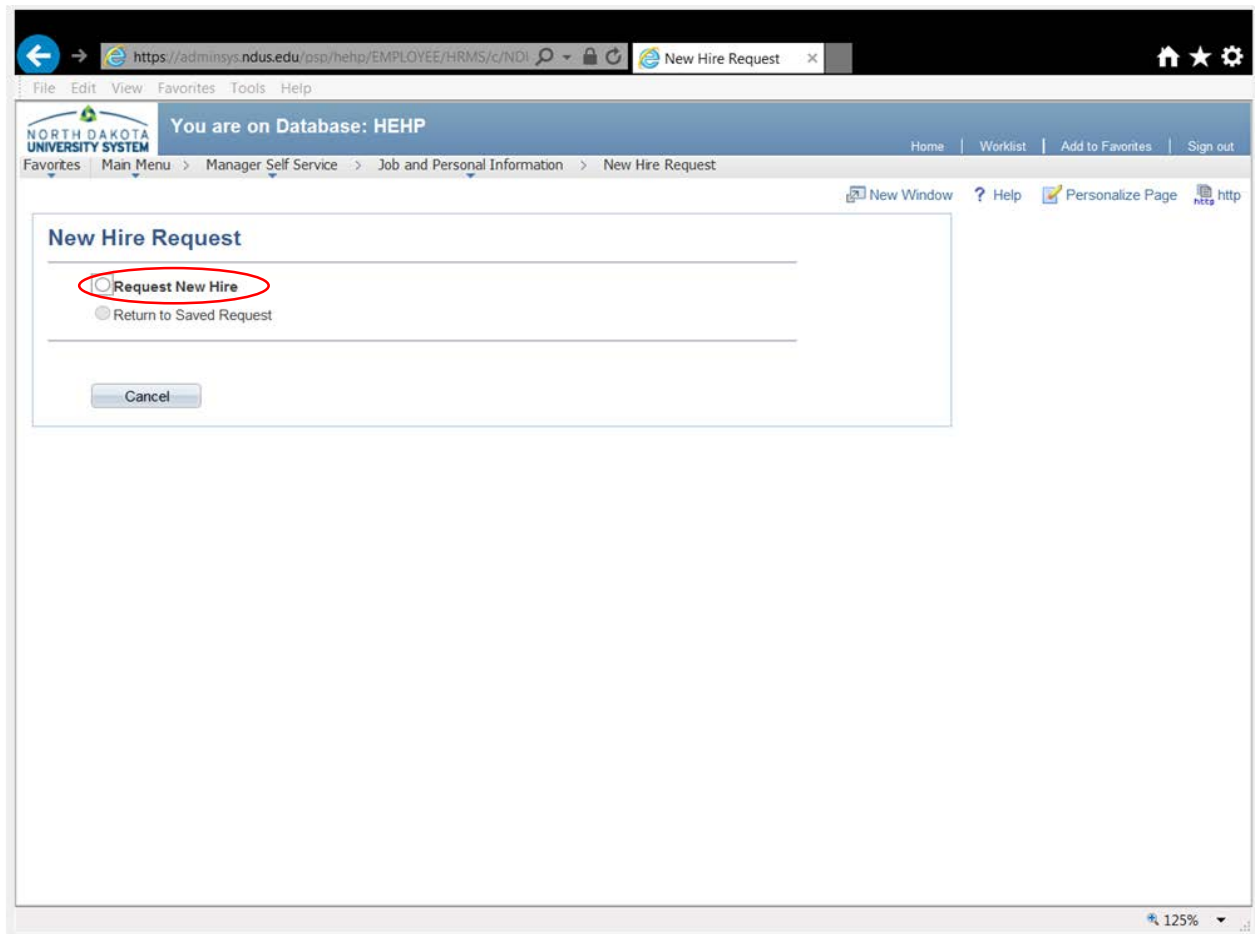 https://adminsys.ndus.edu/psp/hehp/EMPLOYEE/HRMS/c/NDU
New Hire Request
File Edit View Favorites Tools Help
NORTH DAKOTA
UNIVERSITY SYSTEM
You are on Database: HEHP
Home | Worklist | Add to Favorites | Sign out
Favorites Main Menu > Manager Self Service > Job and Personal Information > New Hire Request
New Window ? Help Personalize Page http
New Hire Request
Request New Hire
Return to Saved Request
Cancel
125%